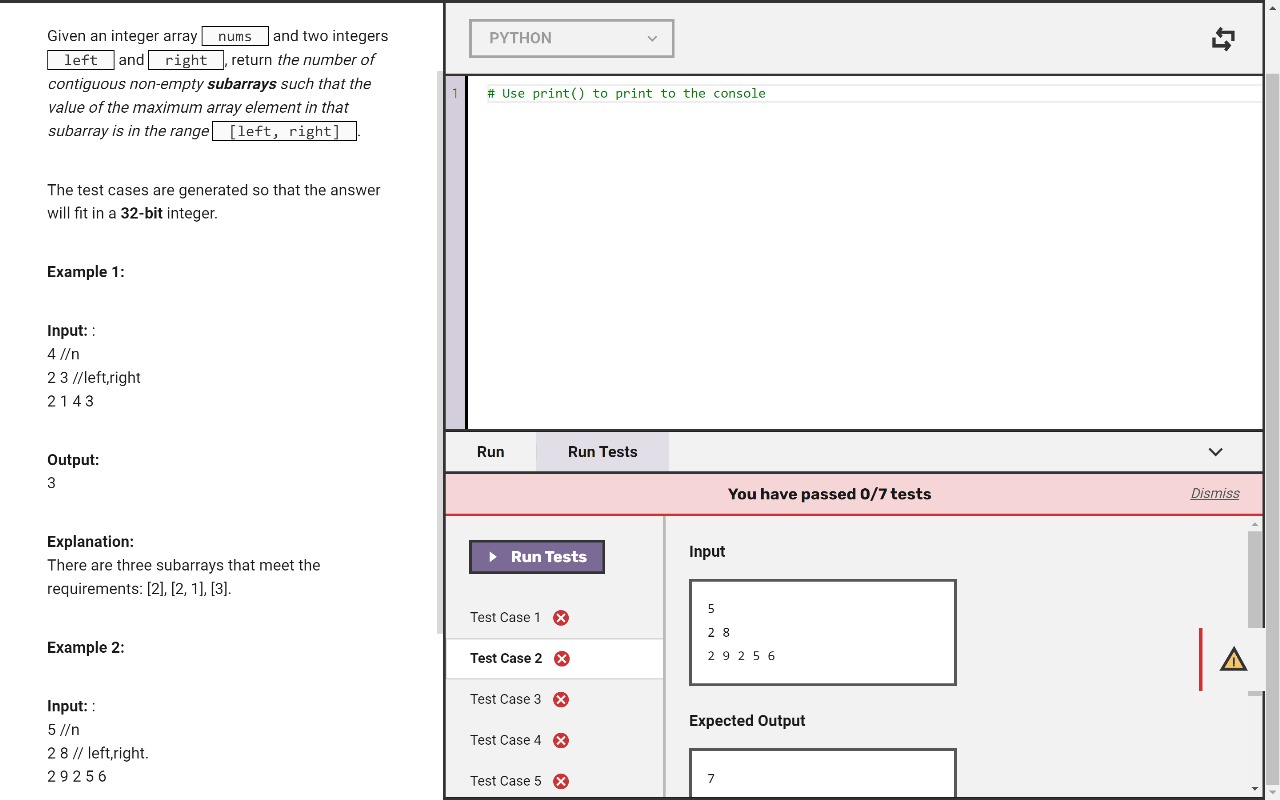 Given an integer array nums and two integers
left and right, return the number of
contiguous non-empty subarrays such that the
value of the maximum array element in that
subarray is in the range [left, right].
The test cases are generated so that the answer
will fit in a 32-bit integer.
Example 1:
Input: :
4 //n
2 3 //left,right
2 1 4 3
Output:
3
Explanation:
There are three subarrays that meet the
requirements: [2], [2, 1], [3].
Example 2:
Input: :
5 //n
2 8 // left,right.
2 9 2 5 6
PYTHON
1 # Use print() to print to the console
Run Run Tests
You have passed 0/7 tests Dismiss
Run Tests
Test Case 1
Test Case 2
Test Case 3
Test Case 4
Test Case 5
Input
5
2 8
2 9 2 5 6
Expected Output
7